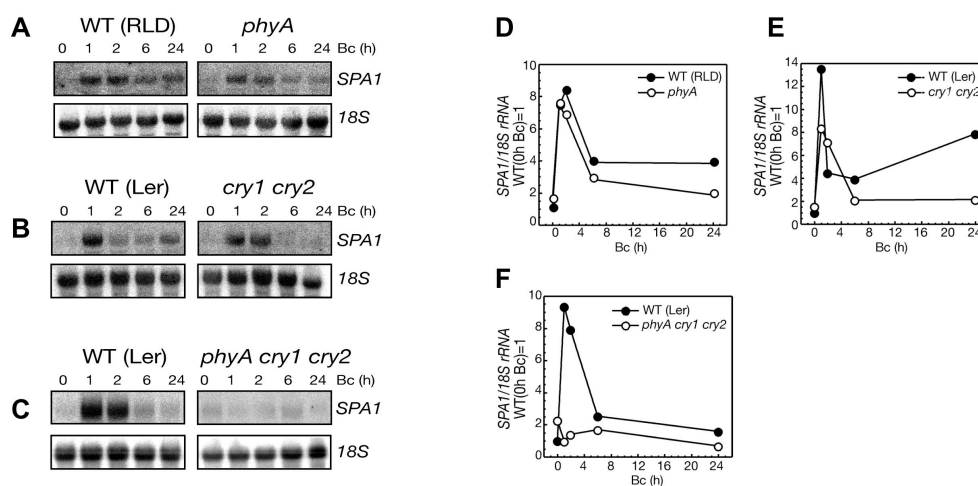 A
WT (RLD) phyA
0 1 2 6 24 0 1 2 6 24 Bc (h)
SPA1
18S
B
WT (Ler) cry1 cry2
0 1 2 6 24 0 1 2 6 24 Bc (h)
SPA1
18S
C
WT (Ler) phyA cry1 cry2
0 1 2 6 24 0 1 2 6 24 Bc (h)
SPA1
18S
D
SPA1/18S rRNA
WT(0h Bc)=1
10
8
6
4
2
0
WT (RLD)
phyA
0 4 8 12 16 20 24
Bc (h)
E
SPA1/18S rRNA
WT(0h Bc)=1
14
12
10
8
6
4
2
0
WT (Ler)
cry1 cry2
0 4 8 12 16 20 24
Bc (h)
F
SPA1/18S rRNA
WT(0h Bc)=1
10
8
6
4
2
0
WT (Ler)
phyA cry1 cry2
0 4 8 12 16 20 24
Bc (h)